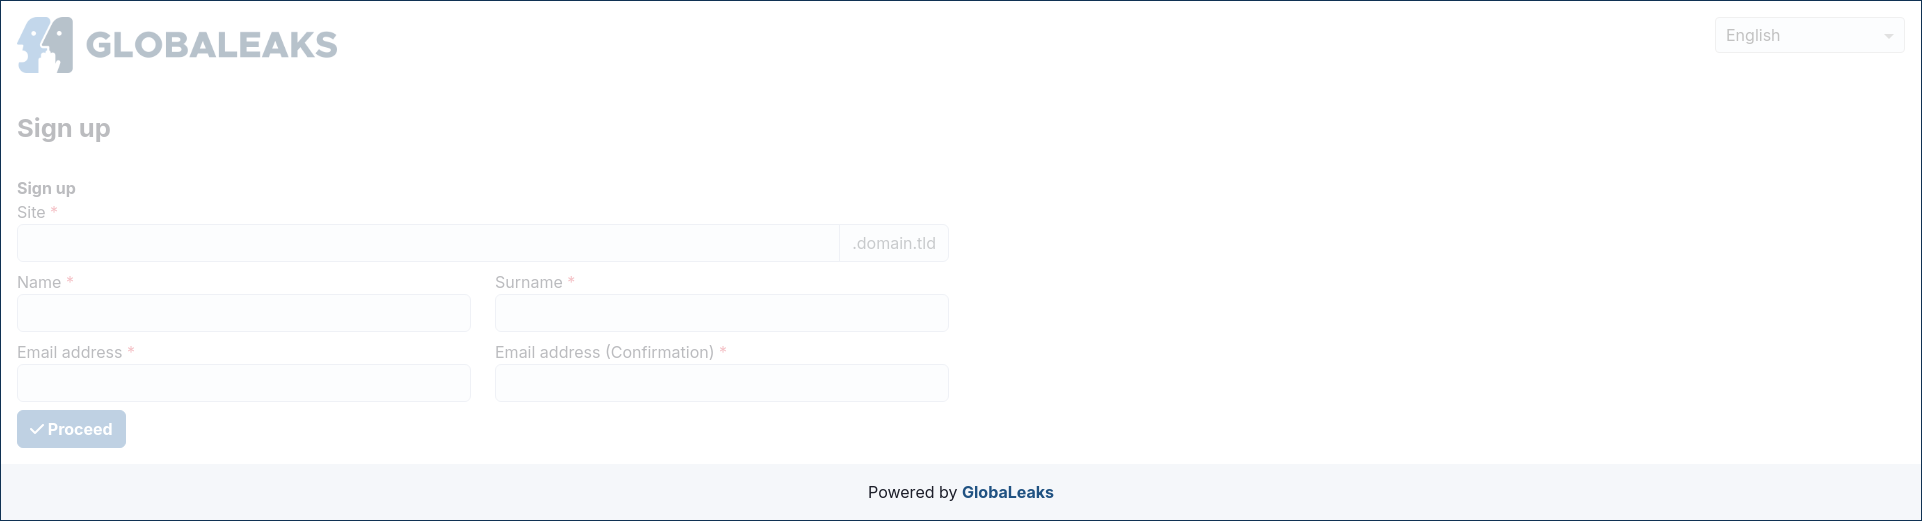 GLOBALEAKS
English
Sign up
Sign up
Site *
.domain.tld
Name *
Surname *
Email address *
Email address (Confirmation) *
Proceed
Powered by GlobaLeaks